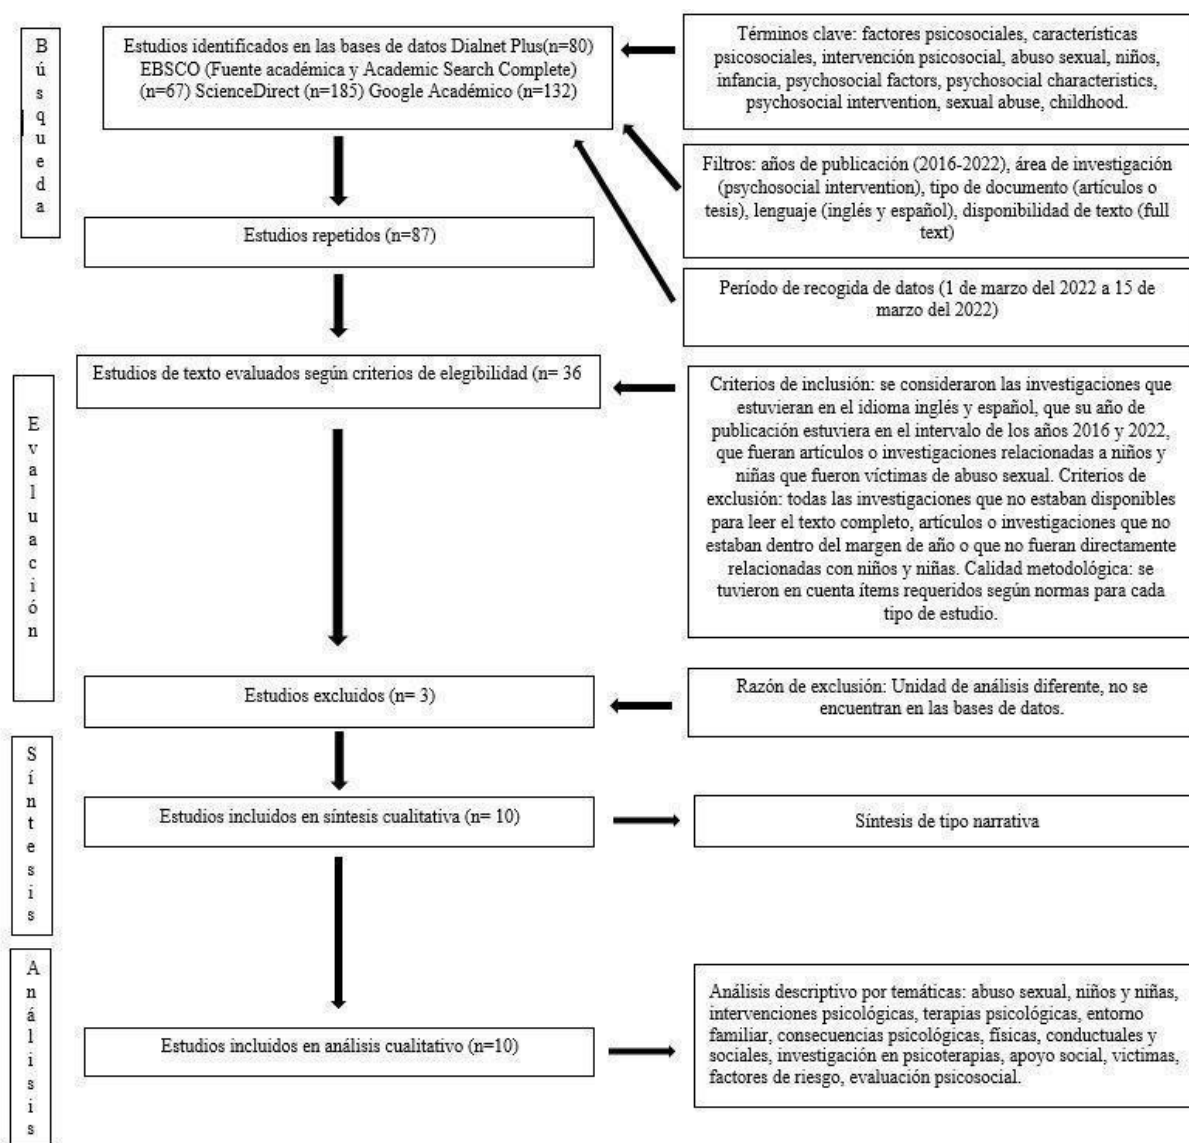 Búsqueda
Estudios identificados en las bases de datos Dialnet Plus(n=80)
EBSCO (Fuente académica y Academic Search Complete)
(n=67) ScienceDirect (n=185) Google Académico (n=132)
Términos clave: factores psicosociales, características
psicosociales, intervención psicosocial, abuso sexual, niños,
infancia, psychosocial factors, psychosocial characteristics,
psychosocial intervention, sexual abuse, childhood.
Filtros: años de publicación (2016-2022), área de investigación
(psychosocial intervention), tipo de documento (artículos o
tesis), lenguaje (inglés y español), disponibilidad de texto (full
text)
Estudios repetidos (n=87)
Período de recogida de datos (1 de marzo del 2022 a 15 de
marzo del 2022)
Evaluación
Estudios de texto evaluados según criterios de elegibilidad (n= 36
Criterios de inclusión: se consideraron las investigaciones que
estuvieran en el idioma inglés y español, que su año de
publicación estuviera en el intervalo de los años 2016 y 2022,
que fueran artículos o investigaciones relacionadas a niños y
niñas que fueron víctimas de abuso sexual. Criterios de
exclusión: todas las investigaciones que no estaban disponibles
para leer el texto completo, artículos o investigaciones que no
estaban dentro del margen de año o que no fueran directamente
relacionadas con niños y niñas. Calidad metodológica: se
tuvieron en cuenta ítems requeridos según normas para cada
tipo de estudio.
Estudios excluidos (n= 3)
Razón de exclusión: Unidad de análisis diferente, no se
encuentran en las bases de datos.
Síntesis
Estudios incluidos en síntesis cualitativa (n= 10)
Síntesis de tipo narrativa
Análisis
Estudios incluidos en análisis cualitativo (n=10)
Análisis descriptivo por temáticas: abuso sexual, niños y niñas,
intervenciones psicológicas, terapias psicológicas, entorno
familiar, consecuencias psicológicas, físicas, conductuales y
sociales, investigación en psicoterapias, apoyo social, victimas,
factores de riesgo, evaluación psicosocial.